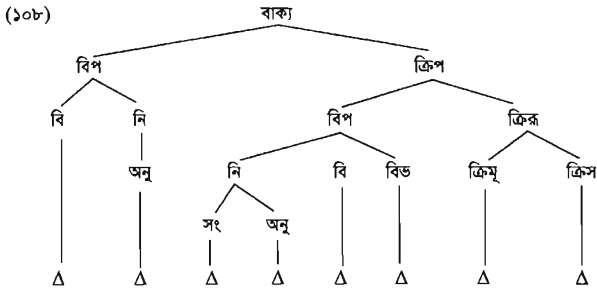 (১০৮) বাক্য
বিপ ক্রিপ
বি নি বিপ ক্রিরূ
অনু নি বি বিভ ক্রিমূ ক্রিস
সং অনু
Δ Δ Δ Δ Δ Δ Δ Δ